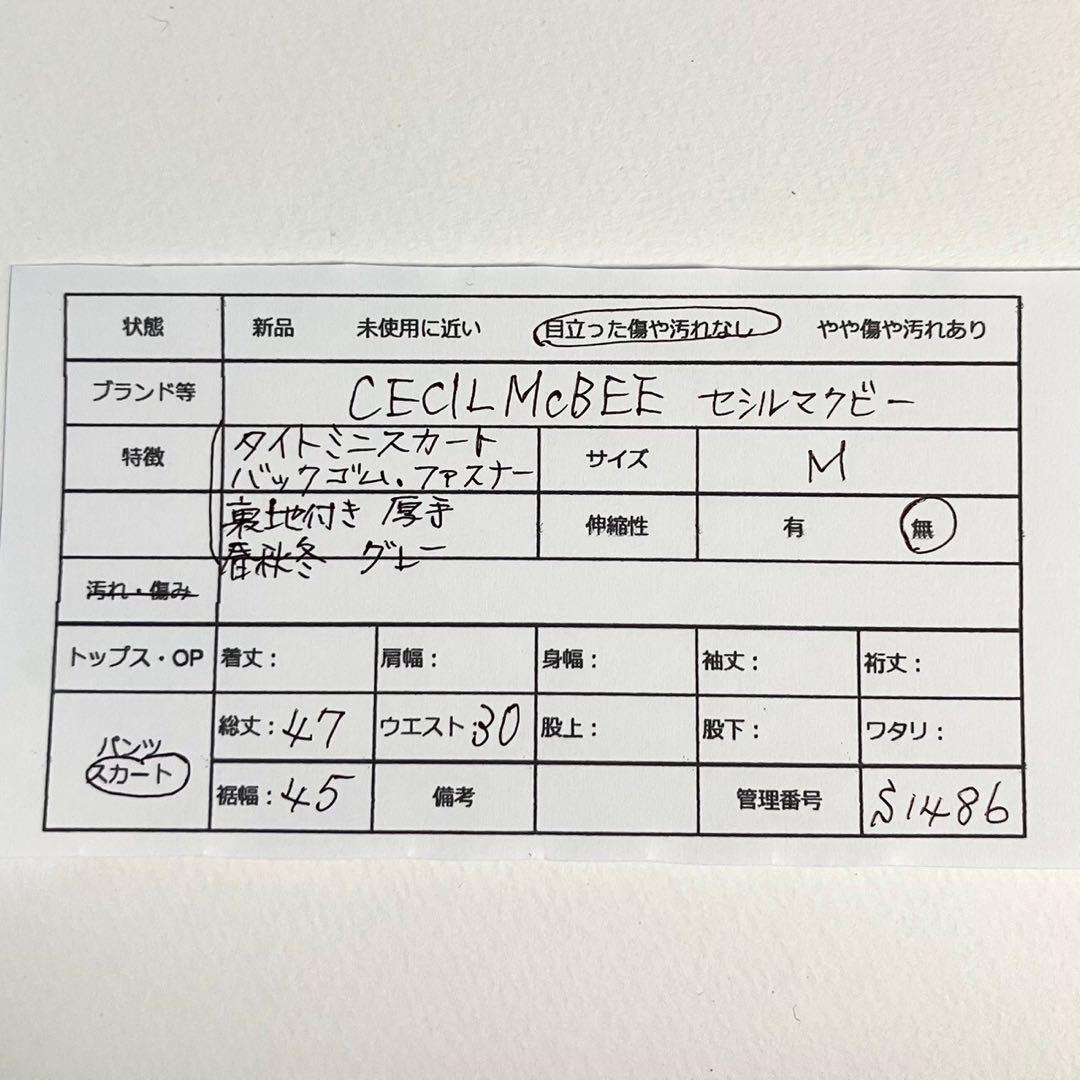 状態 新品 未使用に近い 目立った傷や汚れなし やや傷や汚れあり
ブランド等 CECIL McBEE セシルマクビー
特徴 タイトミニスカート サイズ M
バックゴム、ファスナー
裏地付き 厚手 伸縮性 有 無
春秋冬 グレー
汚れ・傷み
トップス・OP 着丈: 肩幅: 身幅: 袖丈: 裄丈:
パンツ 総丈:47 ウエスト:30 股上: 股下: ワタリ:
スカート 裾幅:45 備考 管理番号 S1486